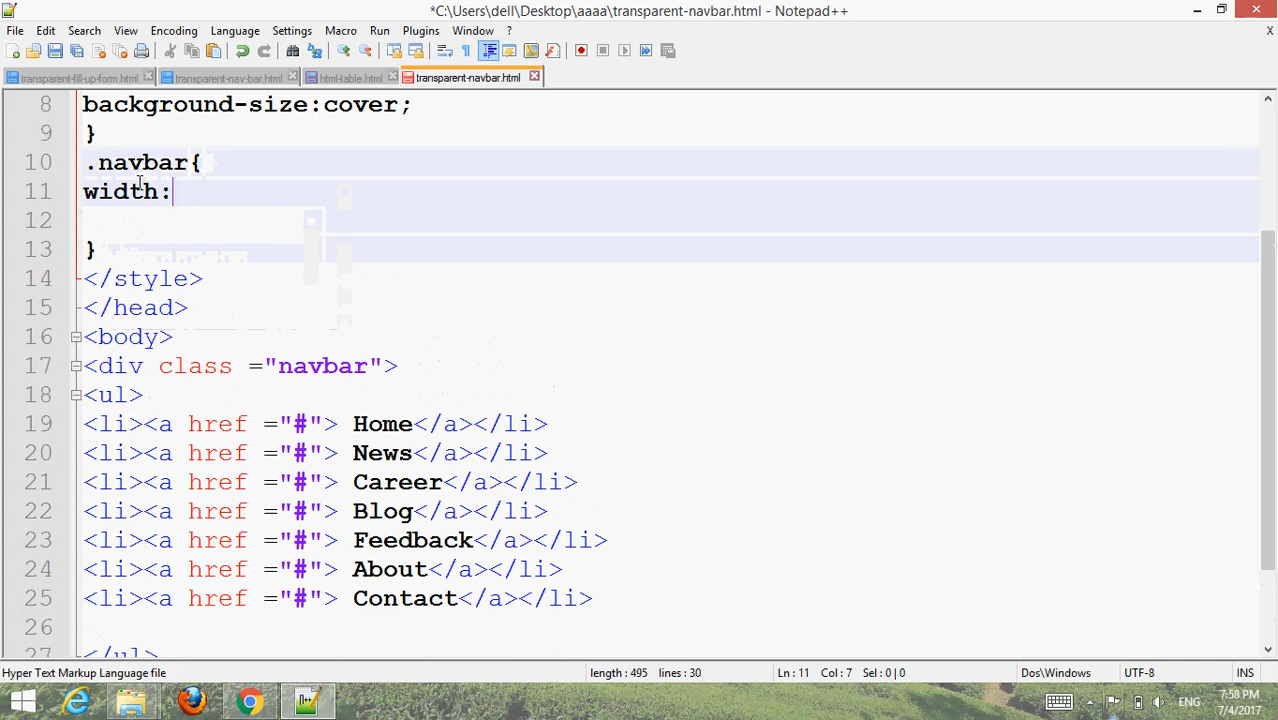 *C:\Users\dell\Desktop\aaaa\transparent-navbar.html - Notepad++
File Edit Search View Encoding Language Settings Macro Run Plugins Window ? X
transparent-fill-up-form.html transparent-nav-bar.html html-table.html transparent-navbar.html
8 background-size:cover;
9 }
10 .navbar{
11 width:
12
13 }
14 </style>
15 </head>
16 <body>
17 <div class ="navbar">
18 <ul>
19 <li><a href ="#"> Home</a></li>
20 <li><a href ="#"> News</a></li>
21 <li><a href ="#"> Career</a></li>
22 <li><a href ="#"> Blog</a></li>
23 <li><a href ="#"> Feedback</a></li>
24 <li><a href ="#"> About</a></li>
25 <li><a href ="#"> Contact</a></li>
26
27 </ul>
Hyper Text Markup Language file length : 495 lines : 30 Ln : 11 Col : 7 Sel : 0 | 0 Dos\Windows UTF-8 INS
ENG 7:58 PM
7/4/2017